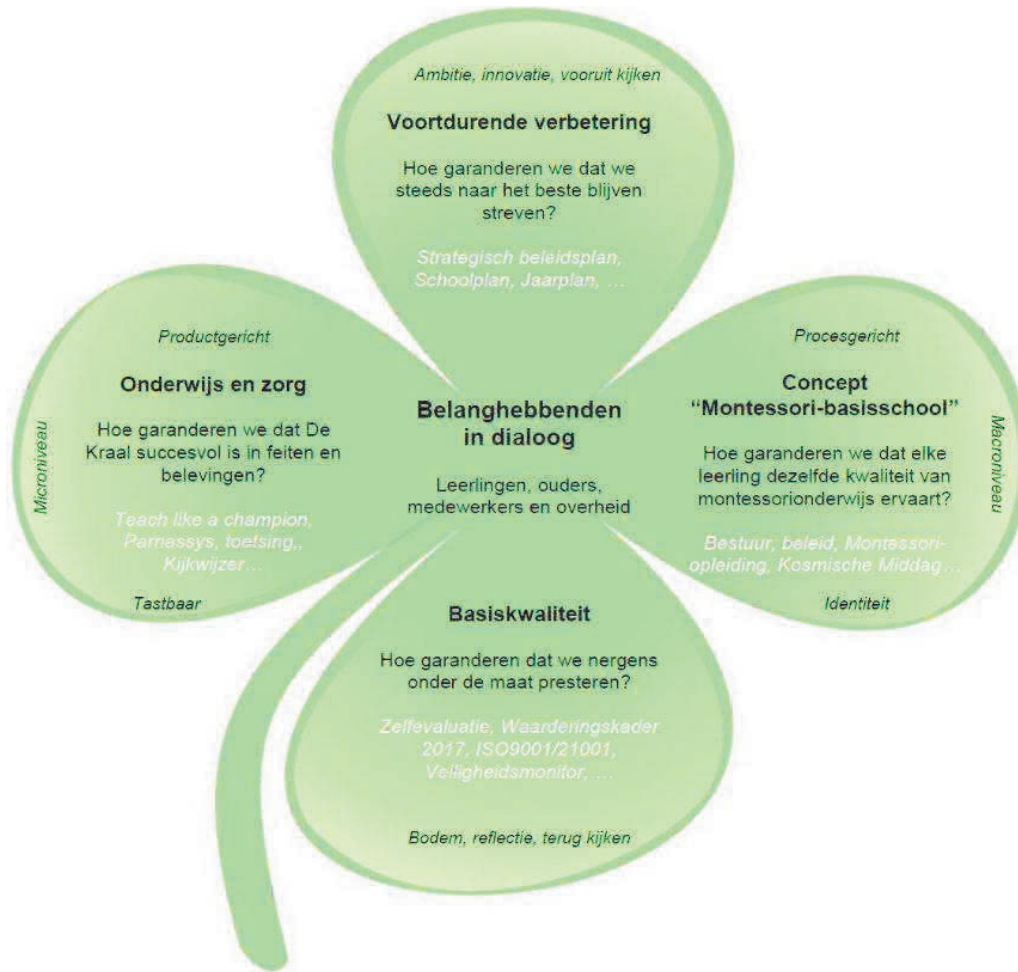 Ambitie, innovatie, vooruit kijken
Voortdurende verbetering
Hoe garanderen we dat we
steeds naar het beste blijven
streven?
Strategisch beleidsplan,
Schoolplan, Jaarplan, …
Productgericht
Onderwijs en zorg
Hoe garanderen we dat De
Kraal succesvol is in feiten en
belevingen?
Teach like a champion,
Parnassys, toetsing,,
Kijkwijzer…
Tastbaar
Microniveau
Belanghebbenden
in dialoog
Leerlingen, ouders,
medewerkers en overheid
Procesgericht
Concept
“Montessori-basisschool”
Hoe garanderen we dat elke
leerling dezelfde kwaliteit van
montessorionderwijs ervaart?
Bestuur, beleid, Montessori-
opleiding, Kosmische Middag…
Identiteit
Macroniveau
Basiskwaliteit
Hoe garanderen dat we nergens
onder de maat presteren?
Zelfevaluatie, Waarderingskader
2017, ISO9001/21001,
Veiligheidsmonitor, …
Bodem, reflectie, terug kijken